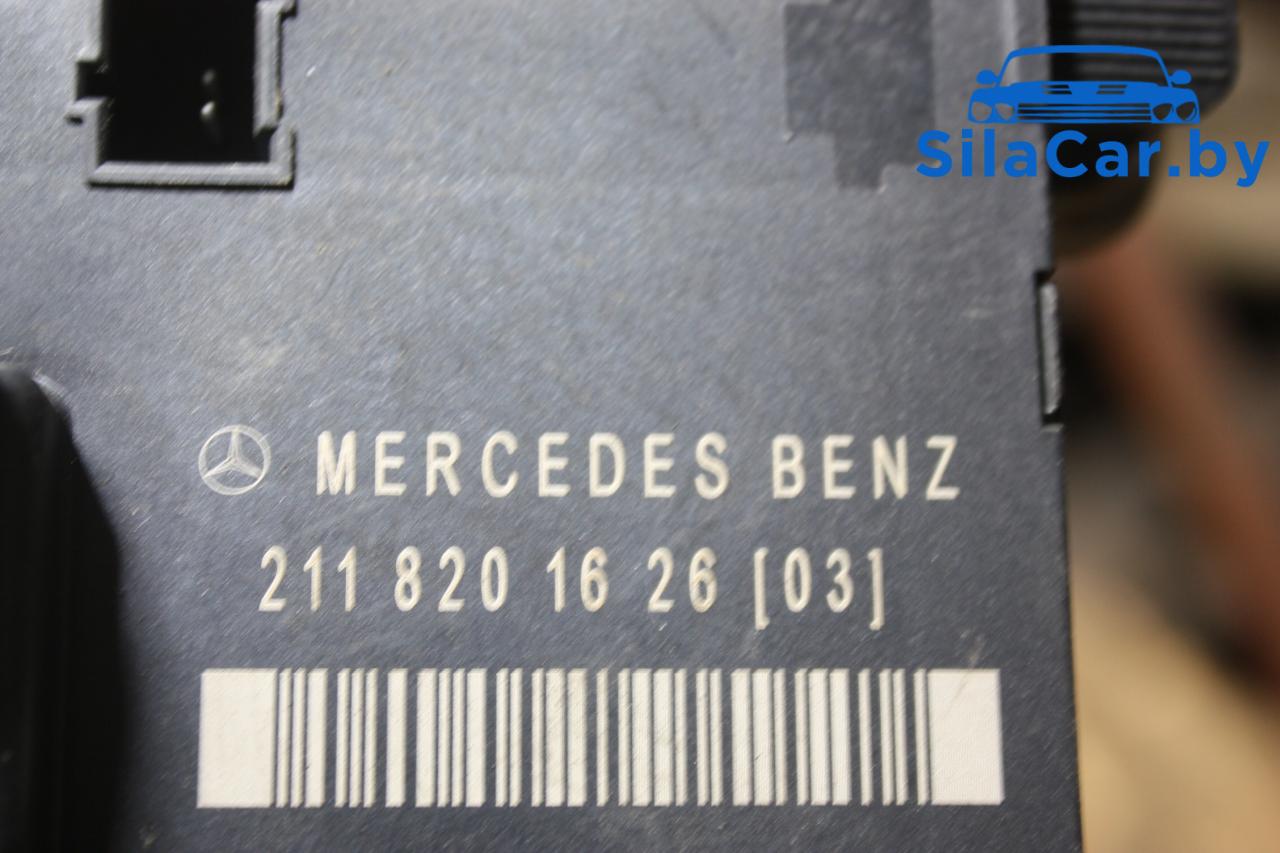 SilaCar.by
MERCEDES BENZ
211 820 16 26 [03]